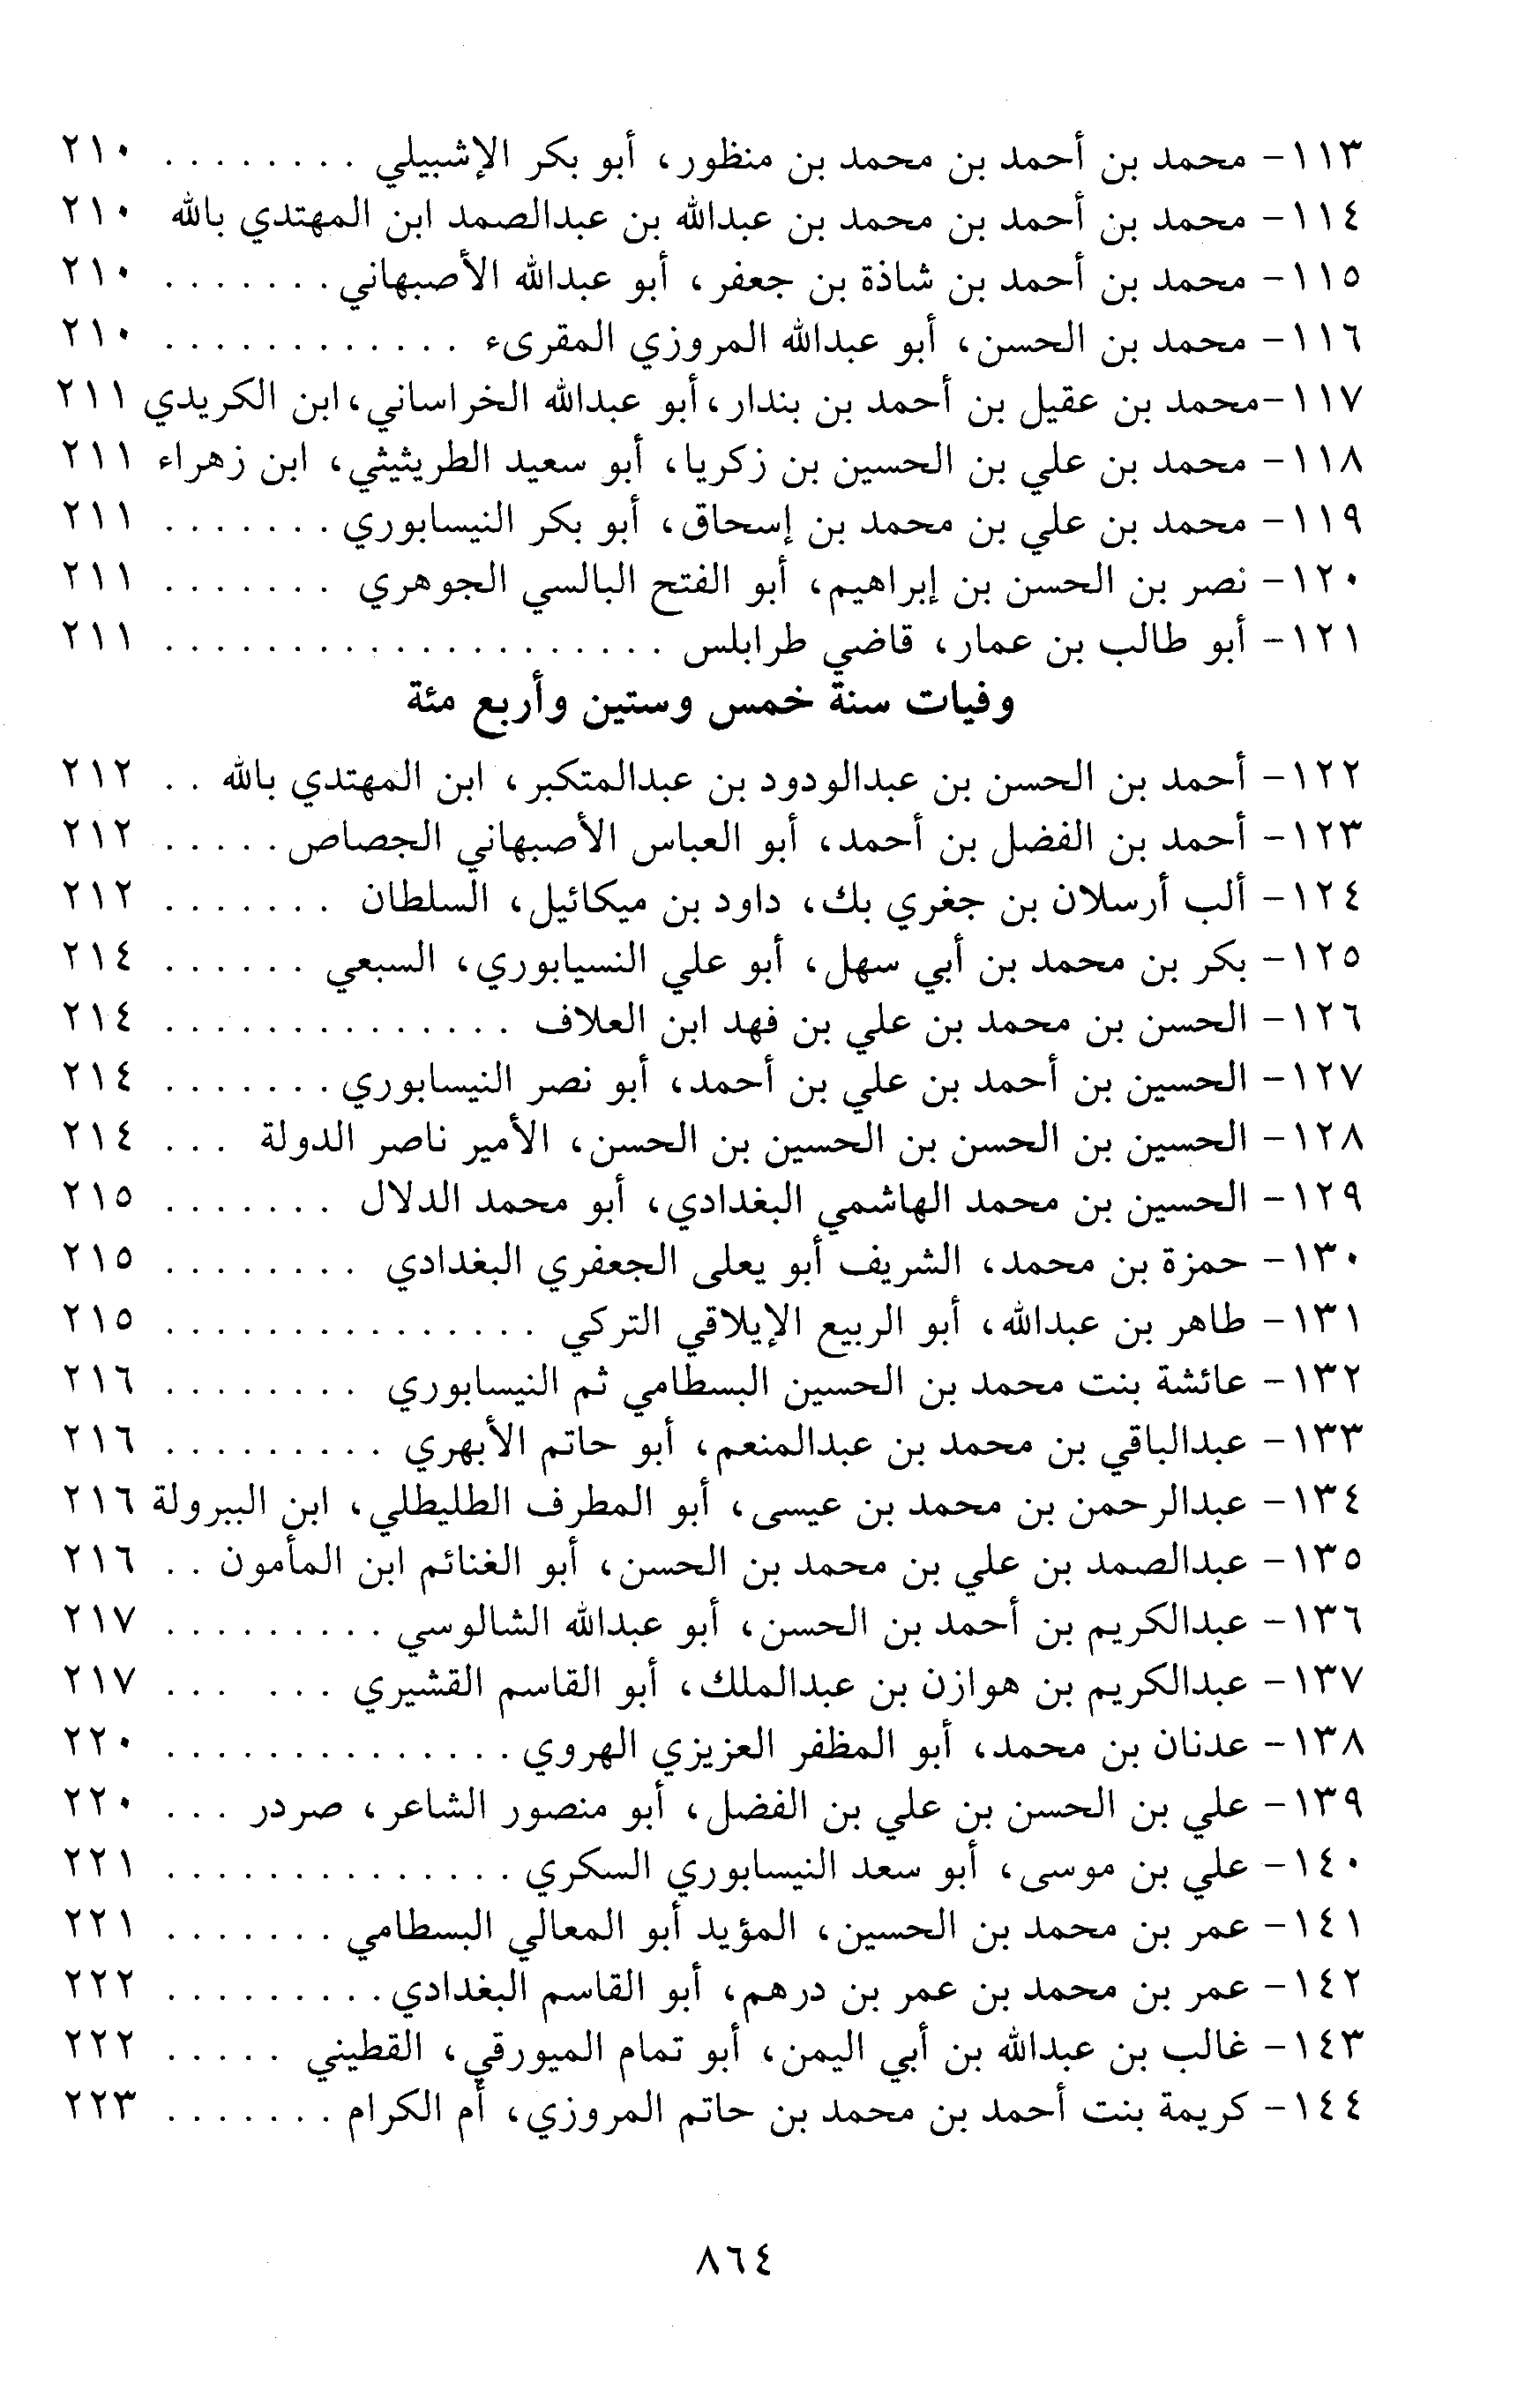 ١١٣- محمد بن أحمد بن محمد بن منظور، أبو بكر الإشبيلي . . . . . . . . ٢١٠
١١٤- محمد بن أحمد بن محمد بن عبدالله بن عبدالصمد ابن المهتدي بالله ٢١٠
١١٥- محمد بن أحمد بن شاذة بن جعفر، أبو عبدالله الأصبهاني . . . . . . . ٢١٠
١١٦- محمد بن الحسن، أبو عبدالله المروزي المقرىء . . . . . . . . . . . . ٢١٠
١١٧- محمد بن عقيل بن أحمد بن بندار، أبو عبدالله الخراساني، ابن الكريدي ٢١١
١١٨- محمد بن علي بن الحسين بن زكريا، أبو سعيد الطريثيثي، ابن زهراء ٢١١
١١٩- محمد بن علي بن محمد بن إسحاق، أبو بكر النيسابوري . . . . . . . ٢١١
١٢٠- نصر بن الحسن بن إبراهيم، أبو الفتح البالسي الجوهري . . . . . . . ٢١١
١٢١- أبو طالب بن عمار، قاضي طرابلس . . . . . . . . . . . . . . . . . . . . ٢١١
وفيات سنة خمس وستين وأربع مئة
١٢٢- أحمد بن الحسن بن عبدالودود بن عبدالمتكبر، ابن المهتدي بالله . . ٢١٢
١٢٣- أحمد بن الفضل بن أحمد، أبو العباس الأصبهاني الجصاص . . . . . ٢١٢
١٢٤- ألب أرسلان بن جغري بك، داود بن ميكائيل، السلطان . . . . . . . ٢١٢
١٢٥- بكر بن محمد بن أبي سهل، أبو علي النسيابوري، السبعي . . . . . . ٢١٤
١٢٦- الحسن بن محمد بن علي بن فهد ابن العلاف . . . . . . . . . . . . . . ٢١٤
١٢٧- الحسين بن أحمد بن علي بن أحمد، أبو نصر النيسابوري . . . . . . . ٢١٤
١٢٨- الحسين بن الحسن بن الحسين بن الحسن، الأمير ناصر الدولة . . . ٢١٤
١٢٩- الحسين بن محمد الهاشمي البغدادي، أبو محمد الدلال . . . . . . . ٢١٥
١٣٠- حمزة بن محمد، الشريف أبو يعلى الجعفري البغدادي . . . . . . . . ٢١٥
١٣١- طاهر بن عبدالله، أبو الربيع الإيلاقي التركي . . . . . . . . . . . . . . . ٢١٥
١٣٢- عائشة بنت محمد بن الحسين البسطامي ثم النيسابوري . . . . . . . . ٢١٦
١٣٣- عبدالباقي بن محمد بن عبدالمنعم، أبو حاتم الأبهري . . . . . . . . . ٢١٦
١٣٤- عبدالرحمن بن محمد بن عيسى، أبو المطرف الطليطلي، ابن الببرولة ٢١٦
١٣٥- عبدالصمد بن علي بن محمد بن الحسن، أبو الغنائم ابن المأمون . . ٢١٦
١٣٦- عبدالكريم بن أحمد بن الحسن، أبو عبدالله الشالوسي . . . . . . . . . ٢١٧
١٣٧- عبدالكريم بن هوازن بن عبدالملك، أبو القاسم القشيري . . . . . . ٢١٧
١٣٨- عدنان بن محمد، أبو المظفر العزيزي الهروي . . . . . . . . . . . . . . ٢٢٠
١٣٩- علي بن الحسن بن علي بن الفضل، أبو منصور الشاعر، صردر . . . ٢٢٠
١٤٠- علي بن موسى، أبو سعد النيسابوري السكري . . . . . . . . . . . . . . ٢٢١
١٤١- عمر بن محمد بن الحسين، المؤيد أبو المعالي البسطامي . . . . . . . ٢٢١
١٤٢- عمر بن محمد بن عمر بن درهم، أبو القاسم البغدادي . . . . . . . . . ٢٢٢
١٤٣- غالب بن عبدالله بن أبي اليمن، أبو تمام الميورقي، القطيني . . . . . ٢٢٢
١٤٤- كريمة بنت أحمد بن محمد بن حاتم المروزي، أم الكرام . . . . . . . ٢٢٣
٨٦٤